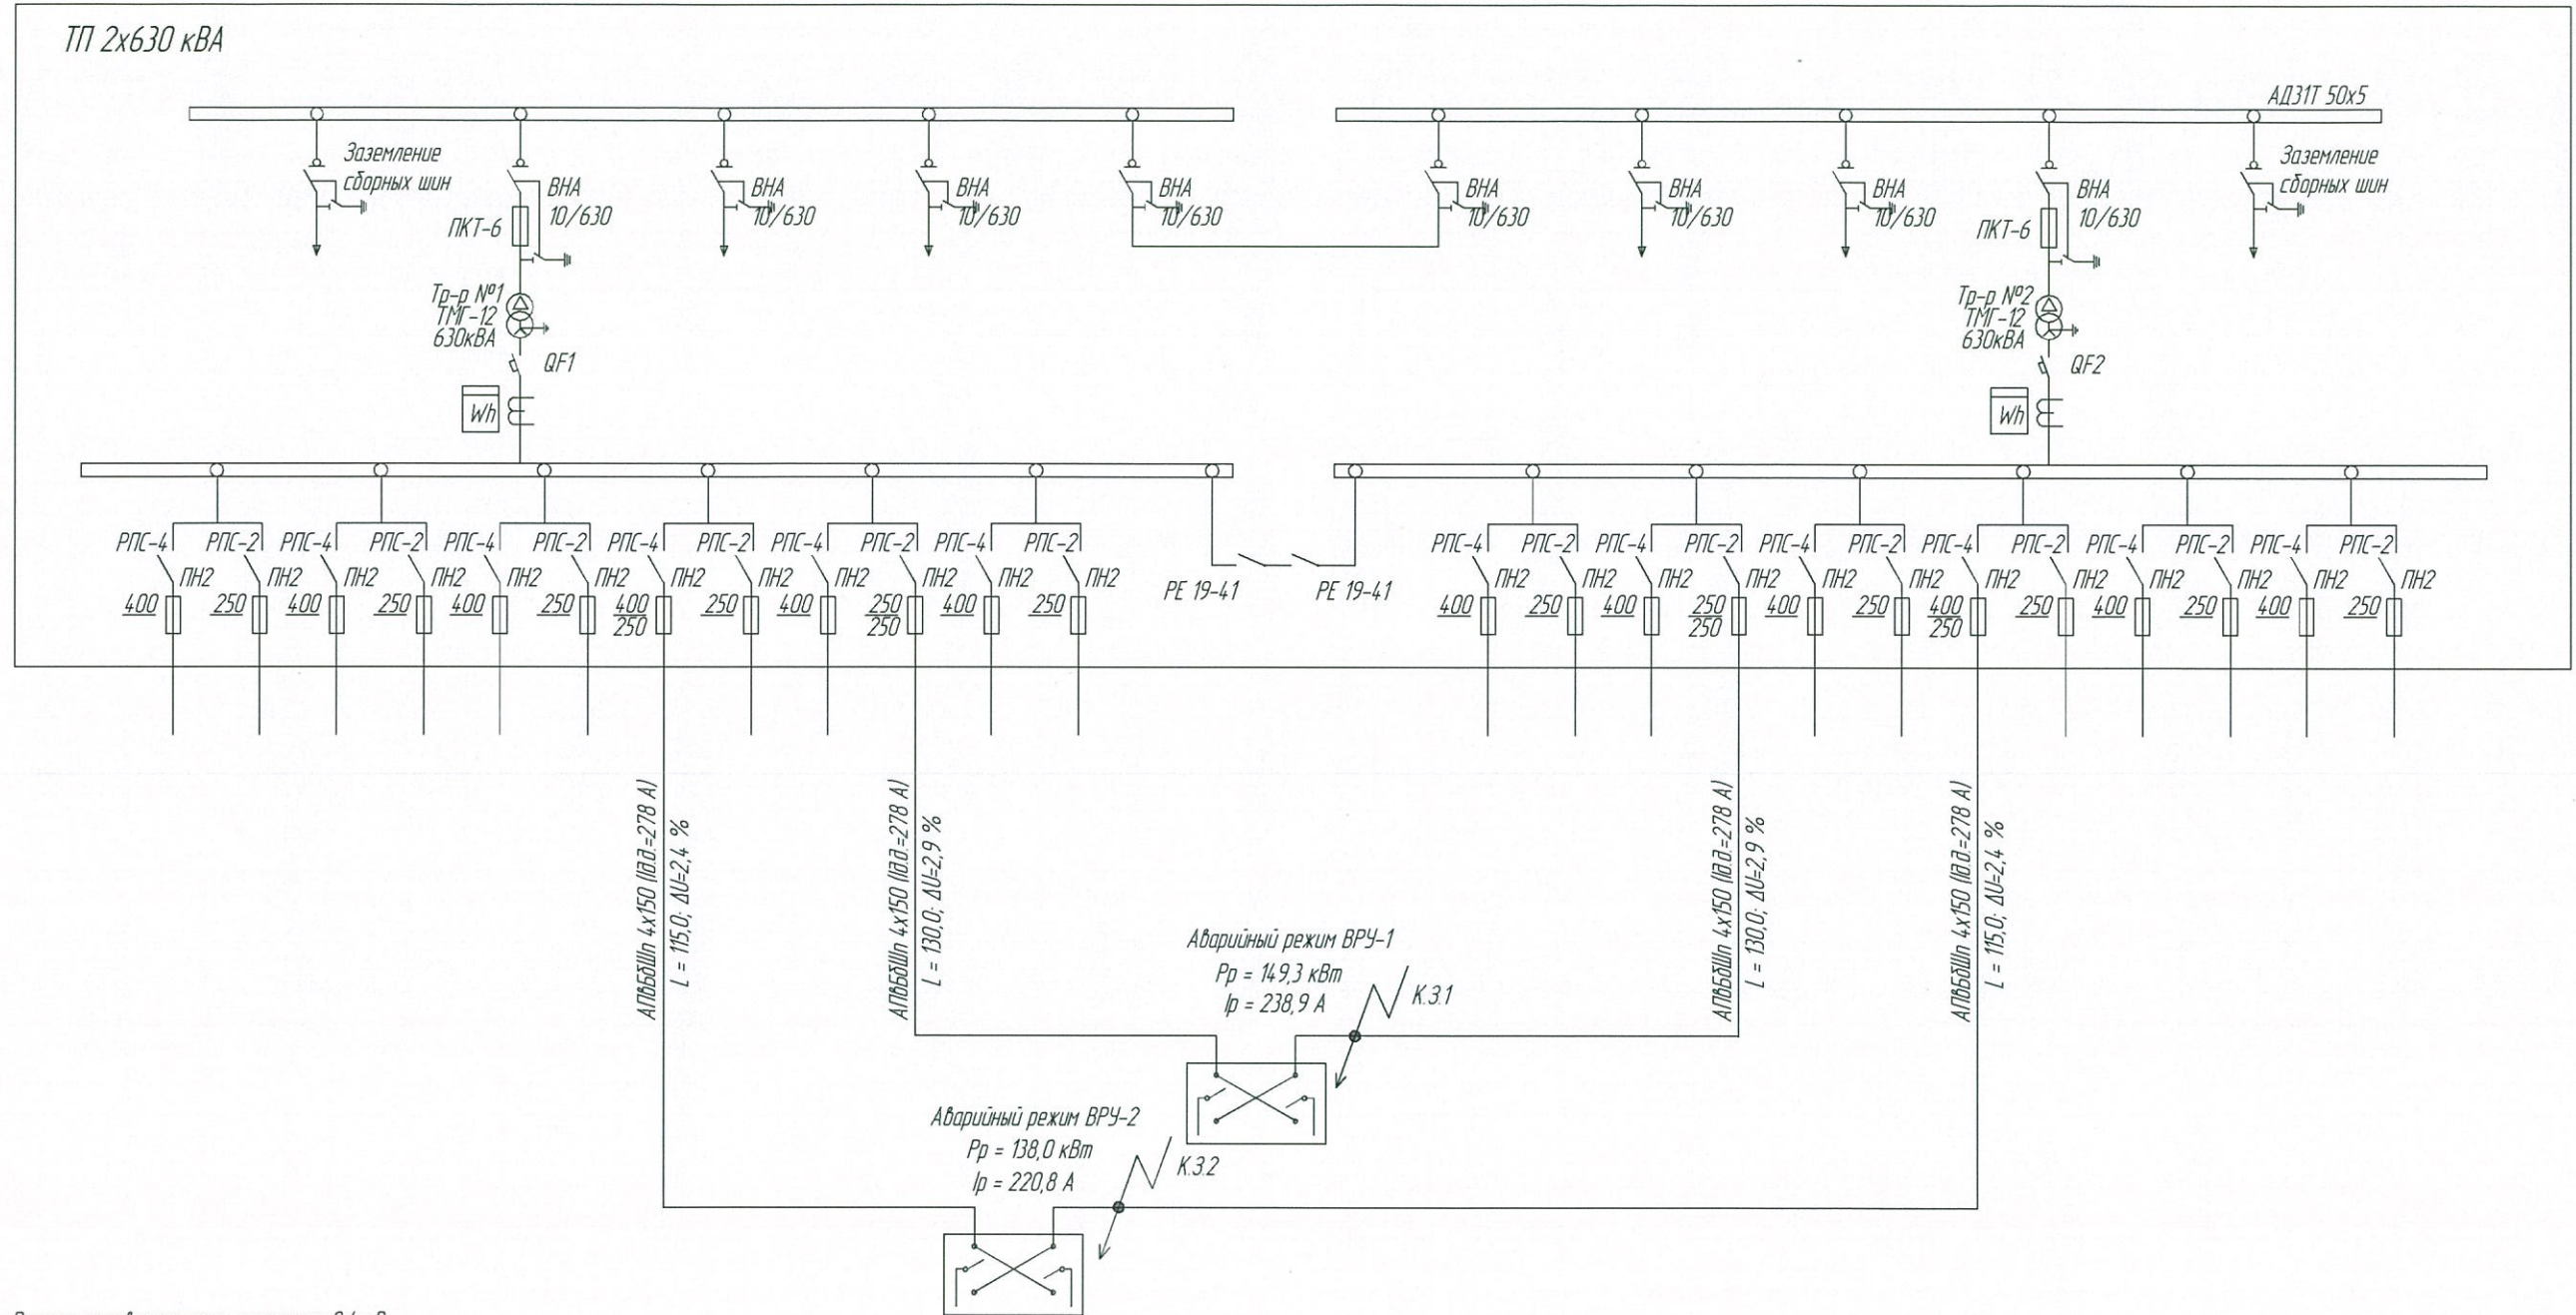 ТП 2х630 кВА
АД31Т 50х5
Заземление
сборных шин
ВНА
10/630
ПКТ-6
ВНА
10/630
ВНА
10/630
ВНА
10/630
ВНА
10/630
ВНА
10/630
ВНА
10/630
ПКТ-6
ВНА
10/630
Заземление
сборных шин
Тр-р №1
ТМГ-12
630кВА
QF1
Wh
Тр-р №2
ТМГ-12
630кВА
QF2
Wh
РПС-4 РПС-2 РПС-4 РПС-2 РПС-4 РПС-2 РПС-4 РПС-2 РПС-4 РПС-2 РПС-4 РПС-2
ПН2 ПН2 ПН2 ПН2 ПН2 ПН2 ПН2 ПН2 ПН2 ПН2 ПН2 ПН2
400 250 400 250 400 250 400 250 400 250 400 250
250 250
РЕ 19-41 РЕ 19-41
РПС-4 РПС-2 РПС-4 РПС-2 РПС-4 РПС-2 РПС-4 РПС-2 РПС-4 РПС-2 РПС-4 РПС-2
ПН2 ПН2 ПН2 ПН2 ПН2 ПН2 ПН2 ПН2 ПН2 ПН2 ПН2 ПН2
400 250 400 250 400 250 400 250 400 250 400 250
250 250
АПвБбШп 4х150 (Iд.д.=278 А)
L = 115,0; ΔU=2,4 %
АПвБбШп 4х150 (Iд.д.=278 А)
L = 130,0; ΔU=2,9 %
АПвБбШп 4х150 (Iд.д.=278 А)
L = 130,0; ΔU=2,9 %
АПвБбШп 4х150 (Iд.д.=278 А)
L = 115,0; ΔU=2,4 %
Аварийный режим ВРУ-1
Рр = 149,3 кВт
Iр = 238,9 А
К.З.1
Аварийный режим ВРУ-2
Рр = 138,0 кВт
Iр = 220,8 А
К.З.2